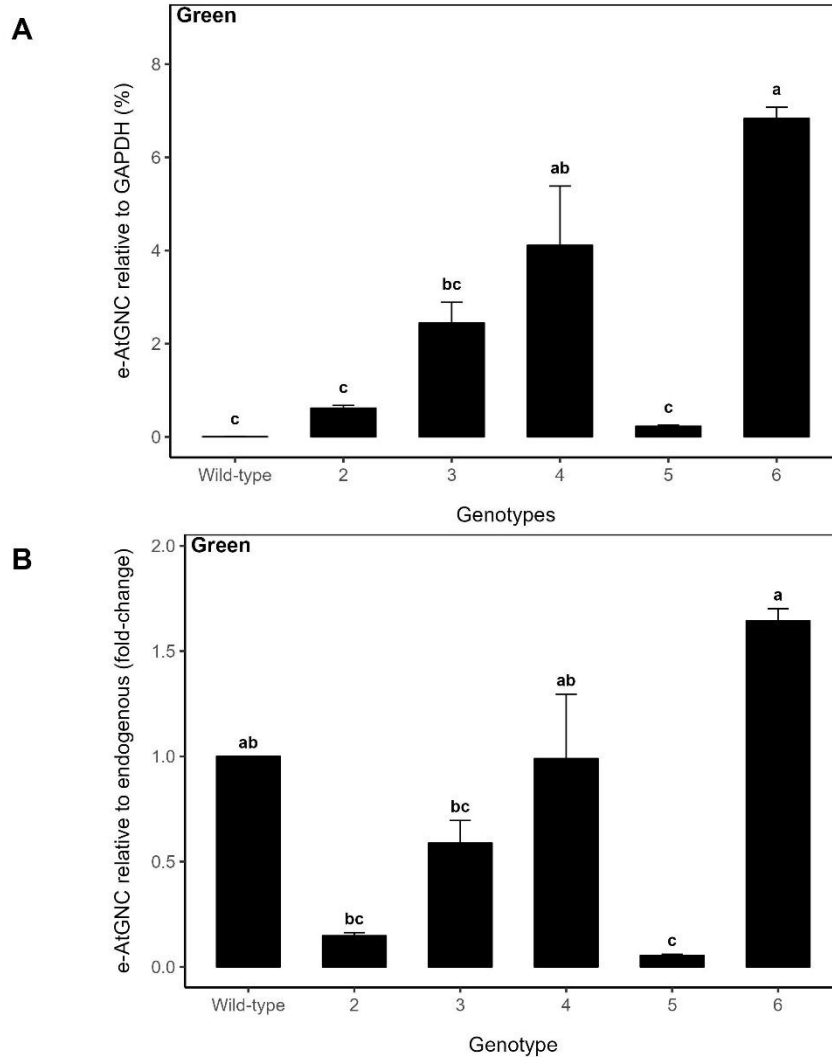 A
Green
e-AtGNC relative to GAPDH (%)
8
6
4
2
0
c
c
bc
ab
c
a
Wild-type 2 3 4 5 6
Genotypes
B
Green
e-AtGNC relative to endogenous (fold-change)
2.0
1.5
1.0
0.5
0.0
ab
bc
bc
ab
c
a
Wild-type 2 3 4 5 6
Genotype